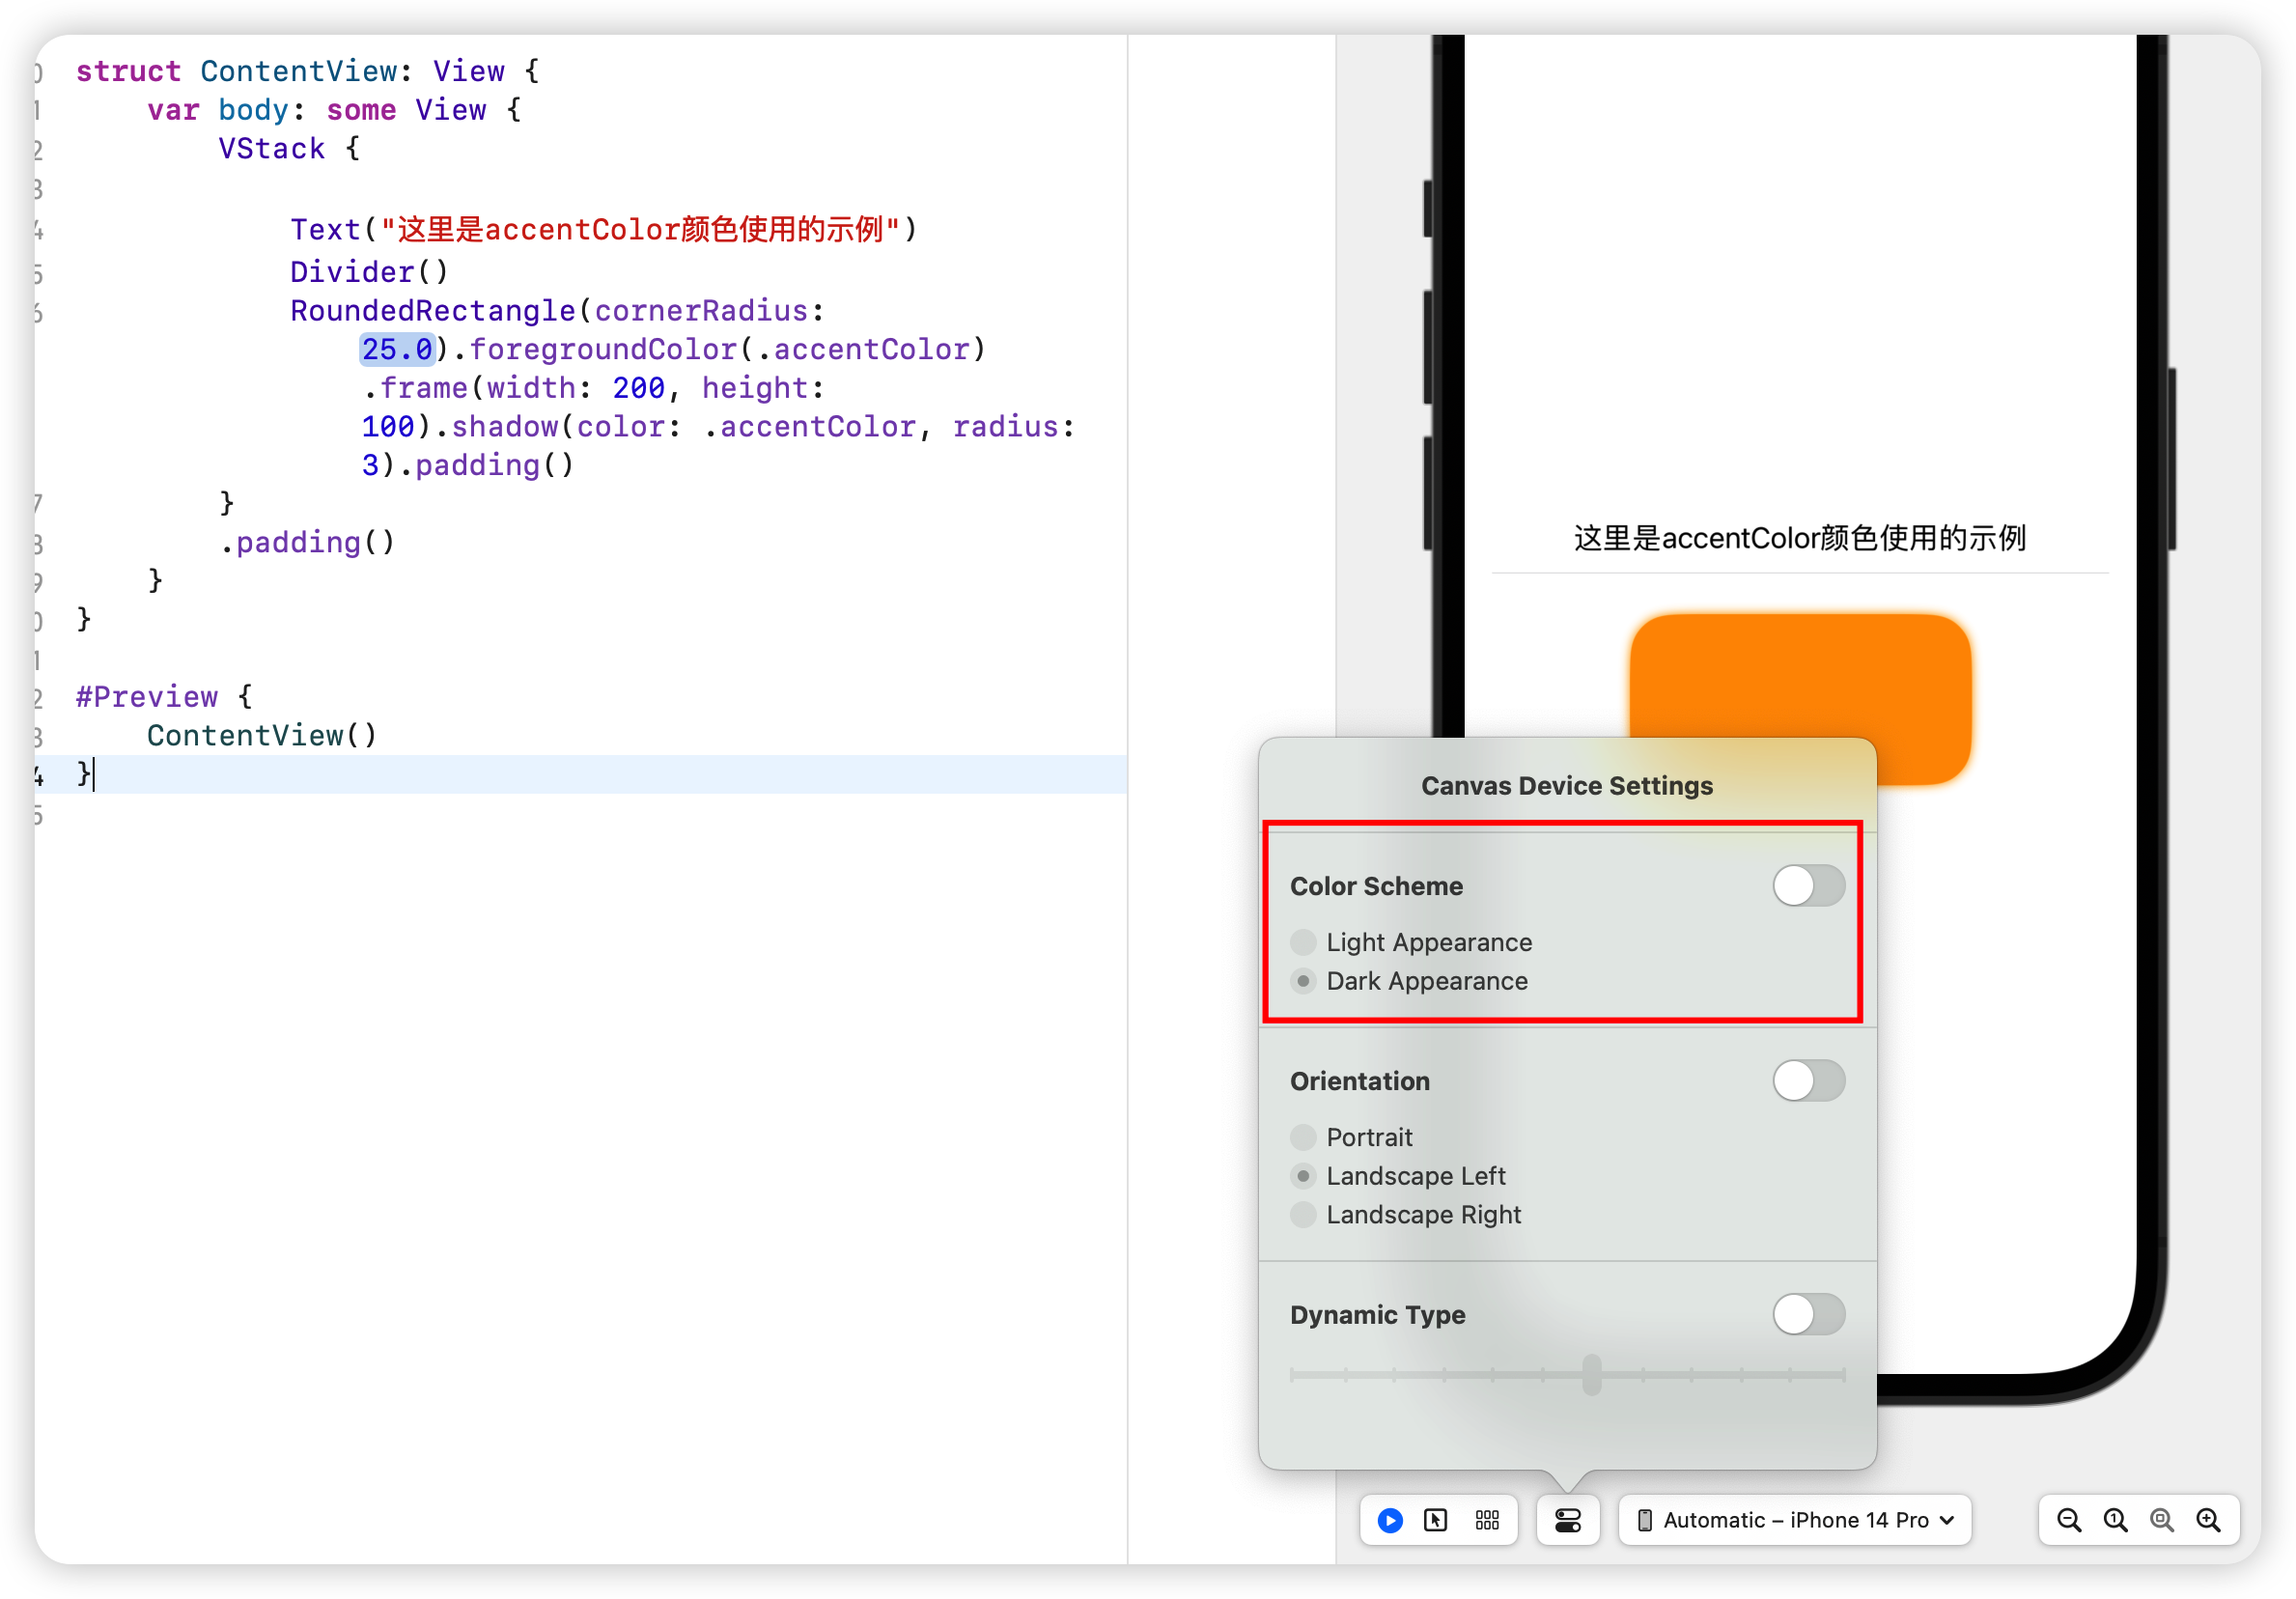 struct ContentView: View {
var body: some View {
VStack {
Text("这里是accentColor颜色使用的示例")
Divider()
RoundedRectangle(cornerRadius:
25.0).foregroundColor(.accentColor)
.frame(width: 200, height:
100).shadow(color: .accentColor, radius:
3).padding()
}
.padding()
}
}
#Preview {
ContentView()
}
这里是accentColor颜色使用的示例
Canvas Device Settings
Color Scheme
Light Appearance
Dark Appearance
Orientation
Portrait
Landscape Left
Landscape Right
Dynamic Type
Automatic – iPhone 14 Pro